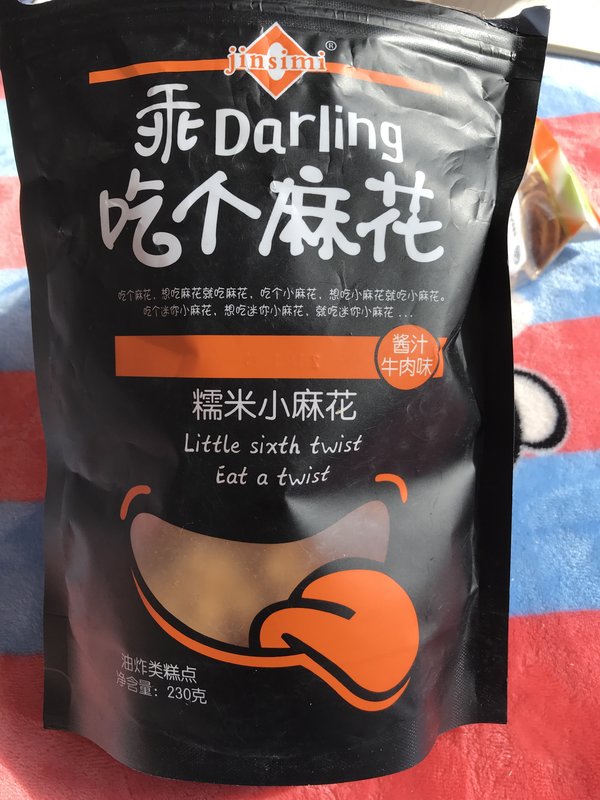 jinsimi®
乖Darling
吃个麻花
吃个麻花，想吃麻花就吃麻花，吃个小麻花，想吃小麻花就吃小麻花。
吃个迷你小麻花，想吃迷你小麻花，就吃迷你小麻花 ...
酱汁
牛肉味
糯米小麻花
Little sixth twist
Eat a twist
油炸类糕点
净含量：230克